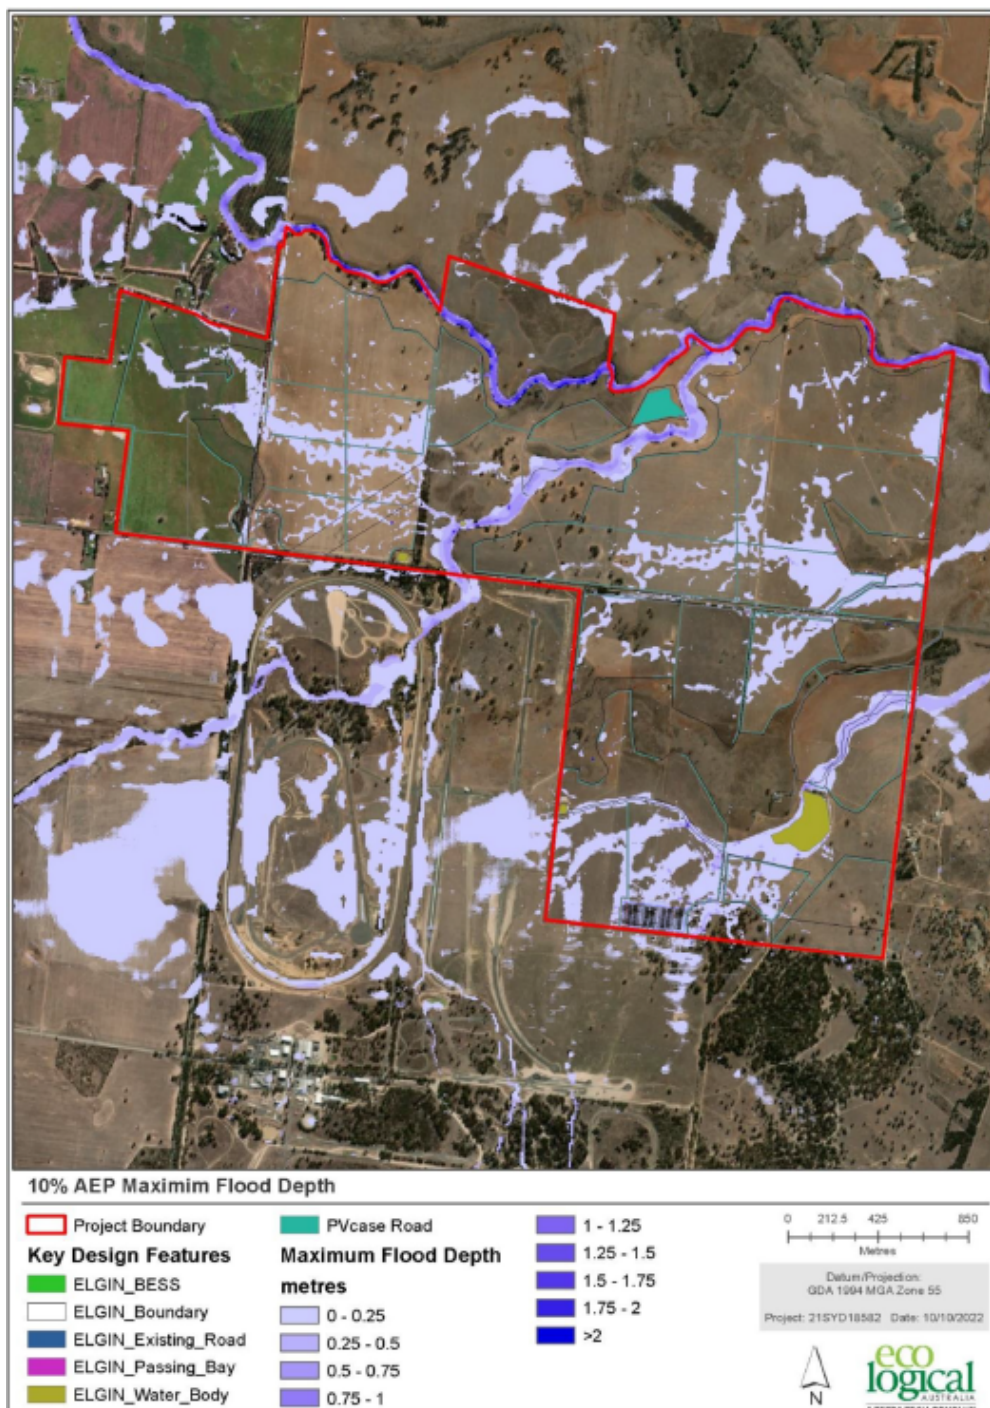 10% AEP Maximim Flood Depth
Project Boundary
Key Design Features
ELGIN_BESS
ELGIN_Boundary
ELGIN_Existing_Road
ELGIN_Passing_Bay
ELGIN_Water_Body
PVcase Road
Maximum Flood Depth
metres
0 - 0.25
0.25 - 0.5
0.5 - 0.75
0.75 - 1
1 - 1.25
1.25 - 1.5
1.5 - 1.75
1.75 - 2
>2
0 212.5 425 850
Metres
Datum/Projection:
GDA 1994 MGA Zone 55
Project: 21SYD18582 Date: 10/10/2022
N
eco
logical
AUSTRALIA